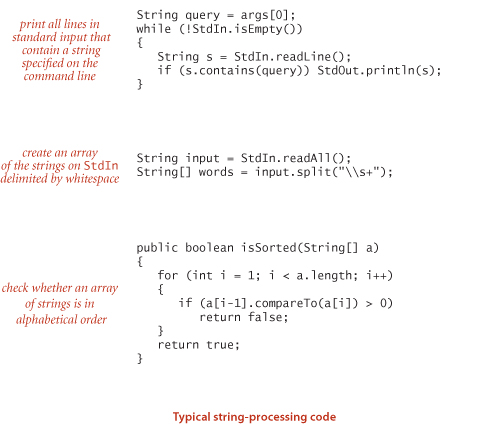 print all lines in
standard input that
contain a string
specified on the
command line
String query = args[0];
while (!StdIn.isEmpty())
{
   String s = StdIn.readLine();
   if (s.contains(query)) StdOut.println(s);
}
create an array
of the strings on StdIn
delimited by whitespace
String input = StdIn.readAll();
String[] words = input.split("\\s+");
check whether an array
of strings is in
alphabetical order
public boolean isSorted(String[] a)
{
   for (int i = 1; i < a.length; i++)
   {
      if (a[i-1].compareTo(a[i]) > 0)
         return false;
   }
   return true;
}
Typical string-processing code